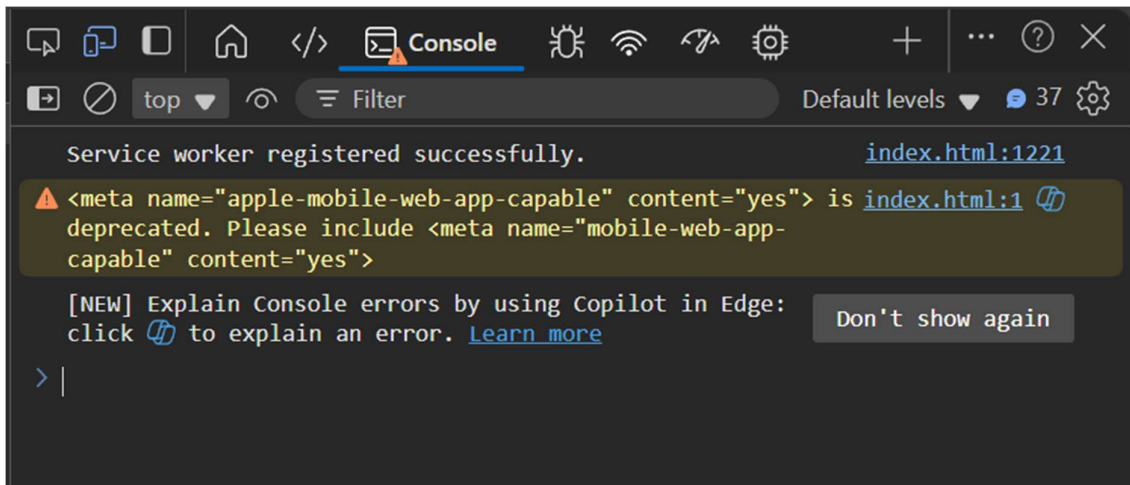 Console
top
Filter
Default levels
37
Service worker registered successfully.
index.html:1221
<meta name="apple-mobile-web-app-capable" content="yes"> is
index.html:1
deprecated. Please include <meta name="mobile-web-app-
capable" content="yes">
[NEW] Explain Console errors by using Copilot in Edge:
click to explain an error. Learn more
Don't show again